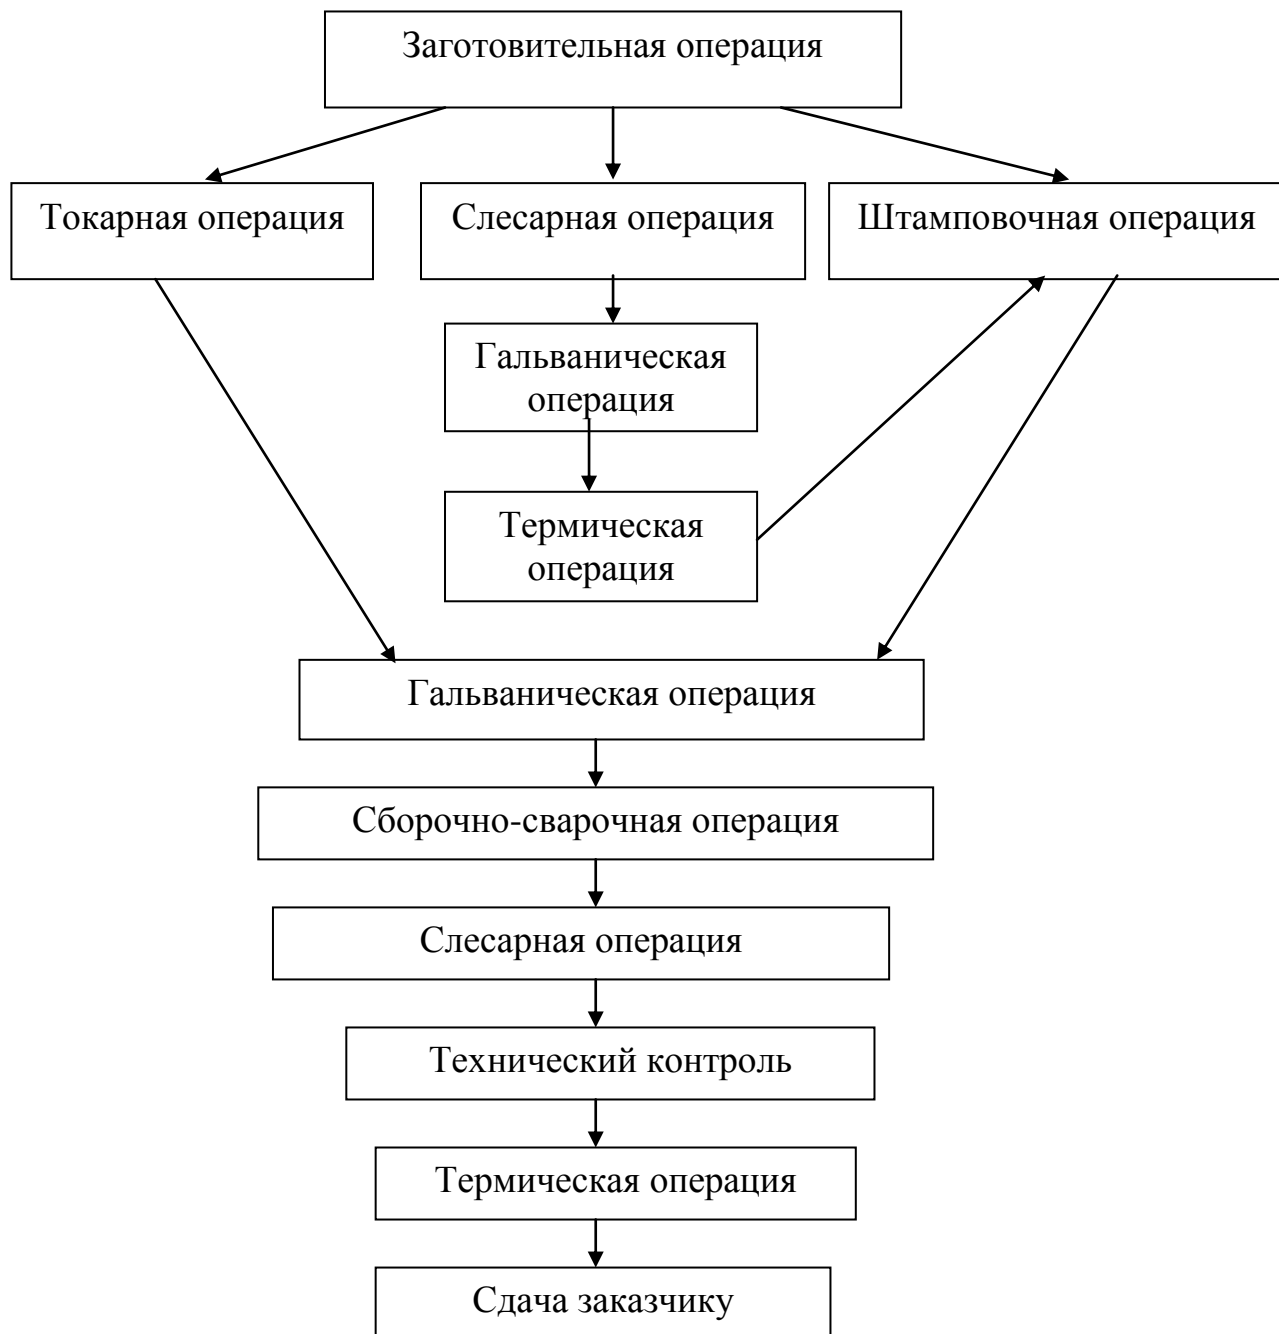 Заготовительная операция
Токарная операция
Слесарная операция
Штамповочная операция
Гальваническая
операция
Термическая
операция
Гальваническая операция
Сборочно-сварочная операция
Слесарная операция
Технический контроль
Термическая операция
Сдача заказчику